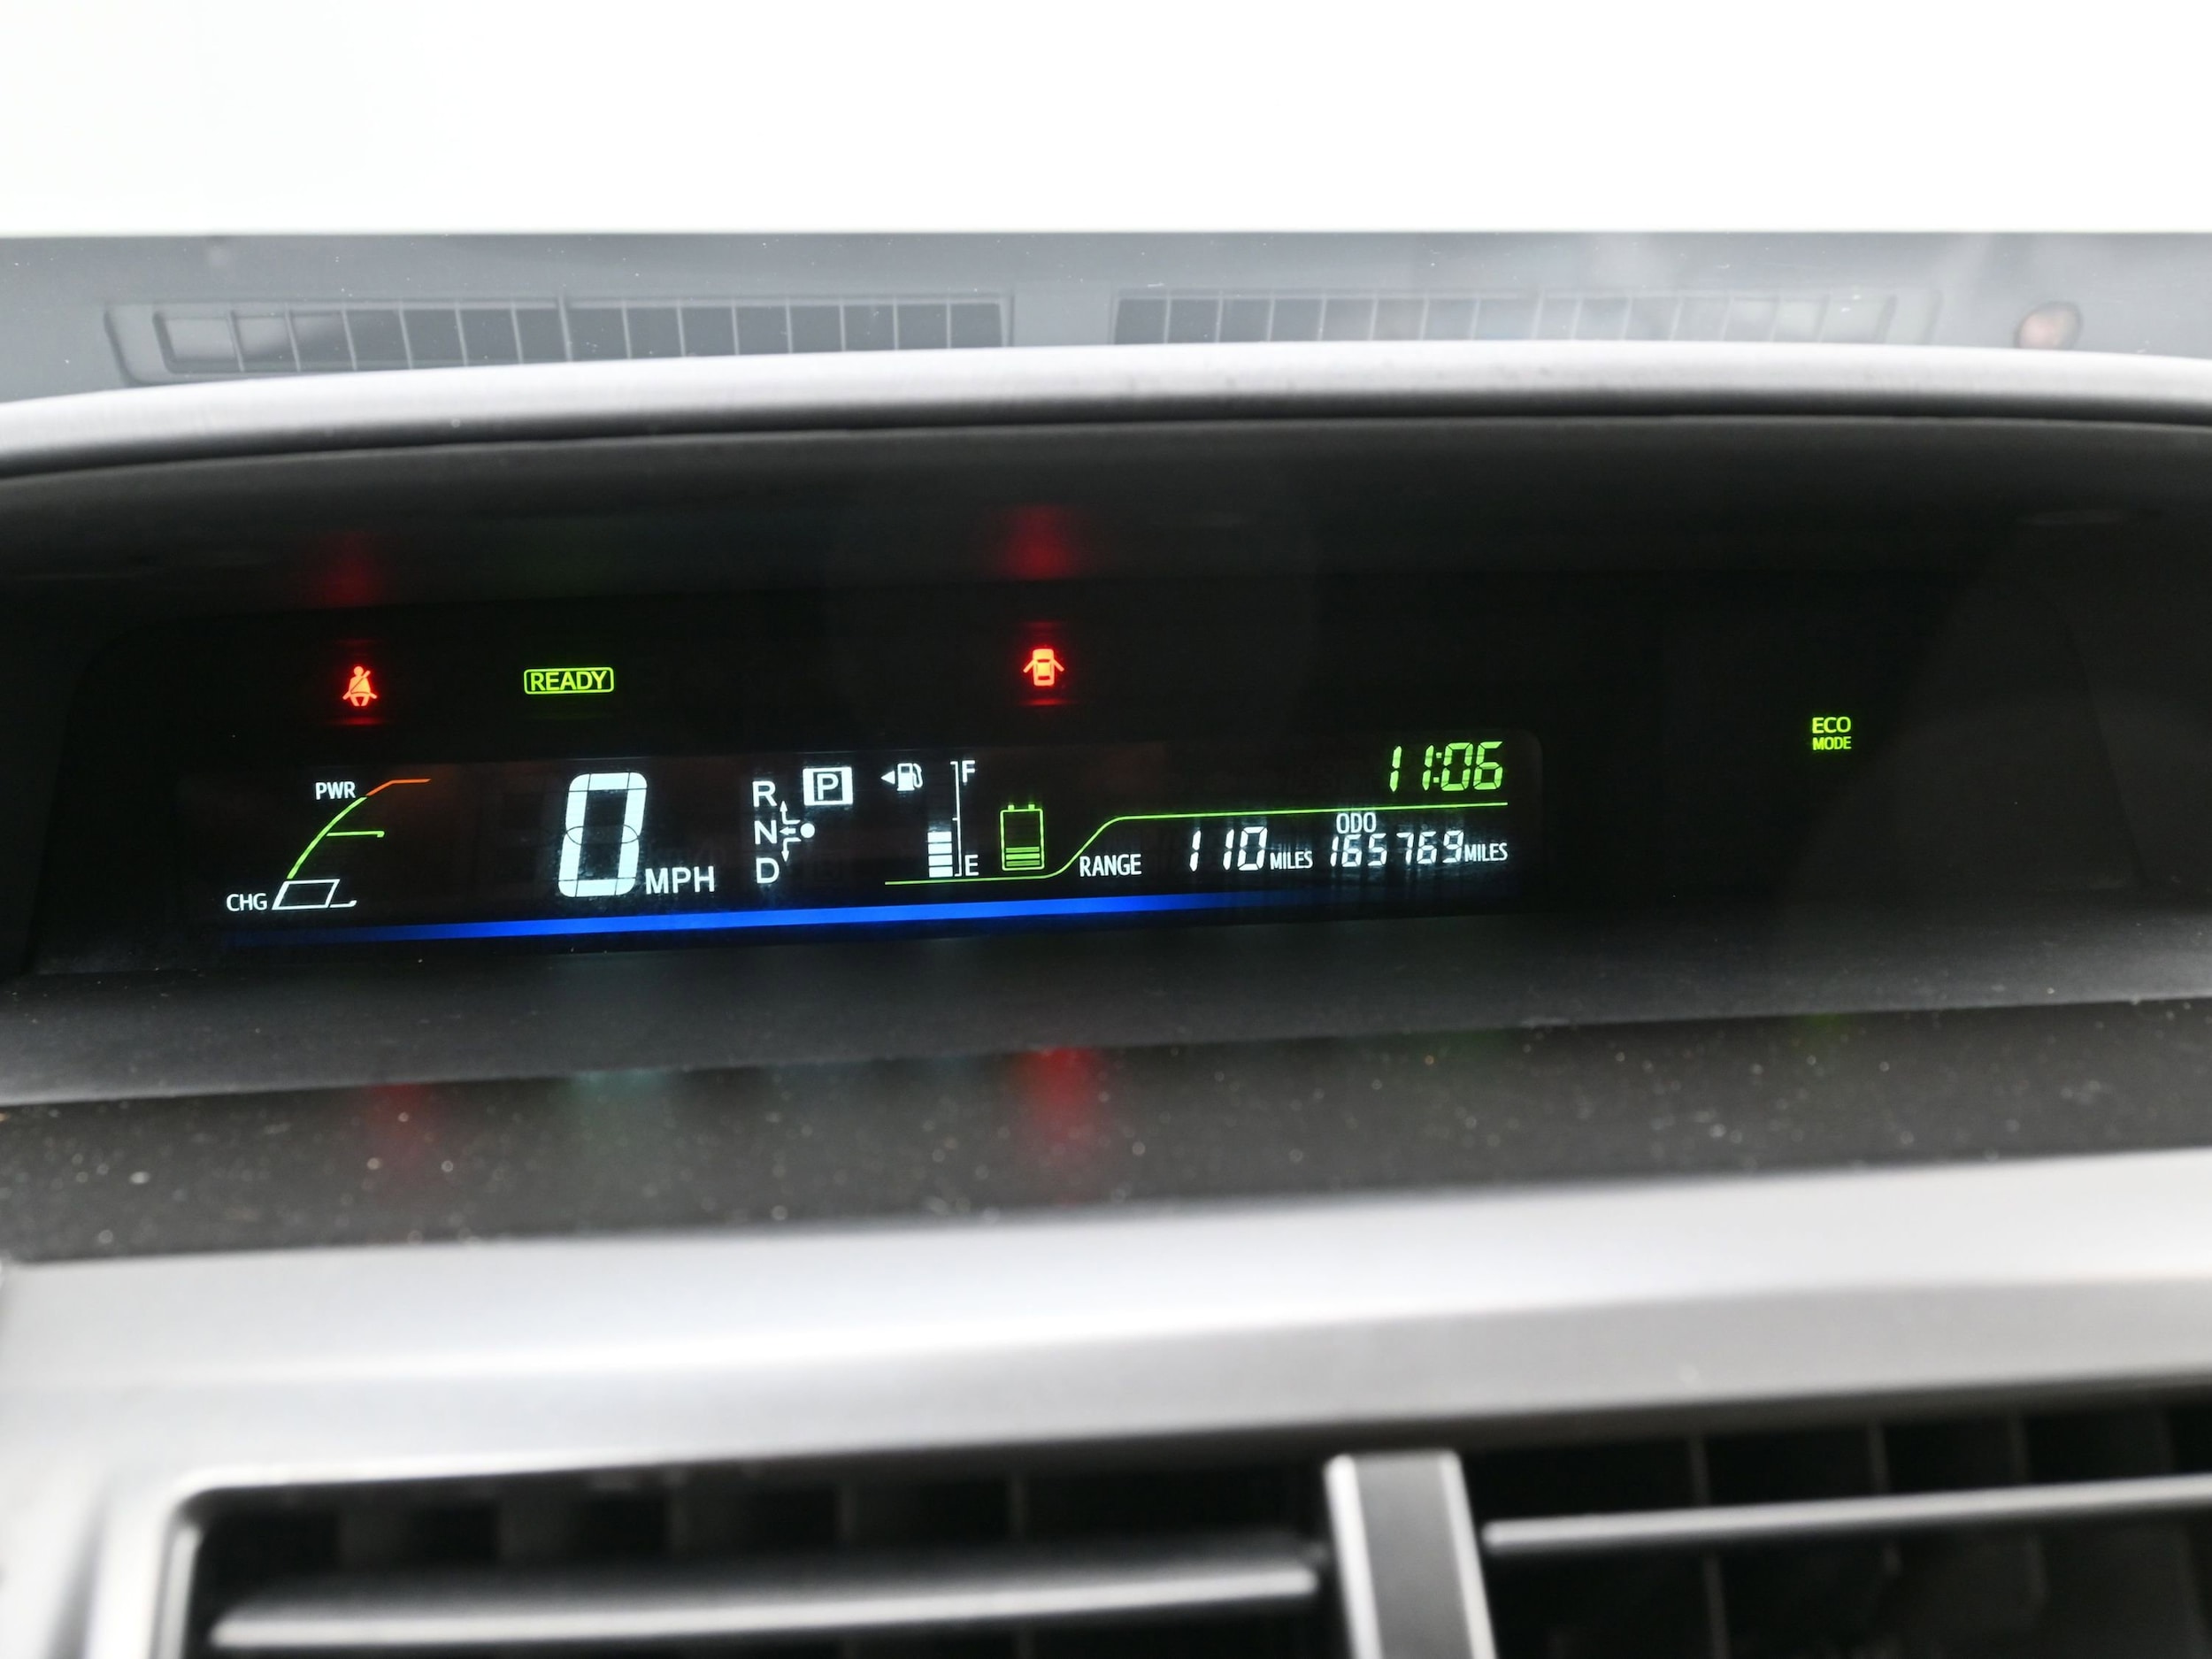 READY
ECO
MODE
PWR
CHG
0 MPH
R
N
D
P
F
E
11:06
RANGE 110 MILES
ODO
165769 MILES